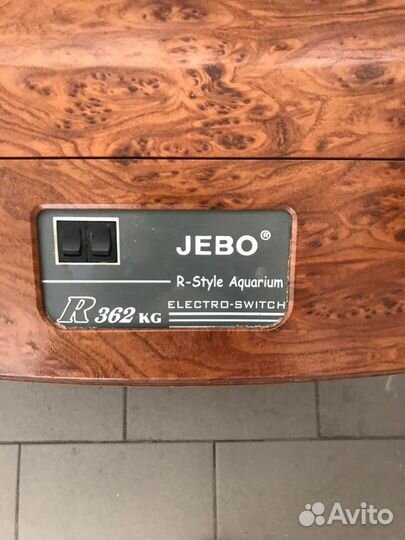 JEBO®
R-Style Aquarium
ELECTRO-SWITCH
R 362 KG
Avito